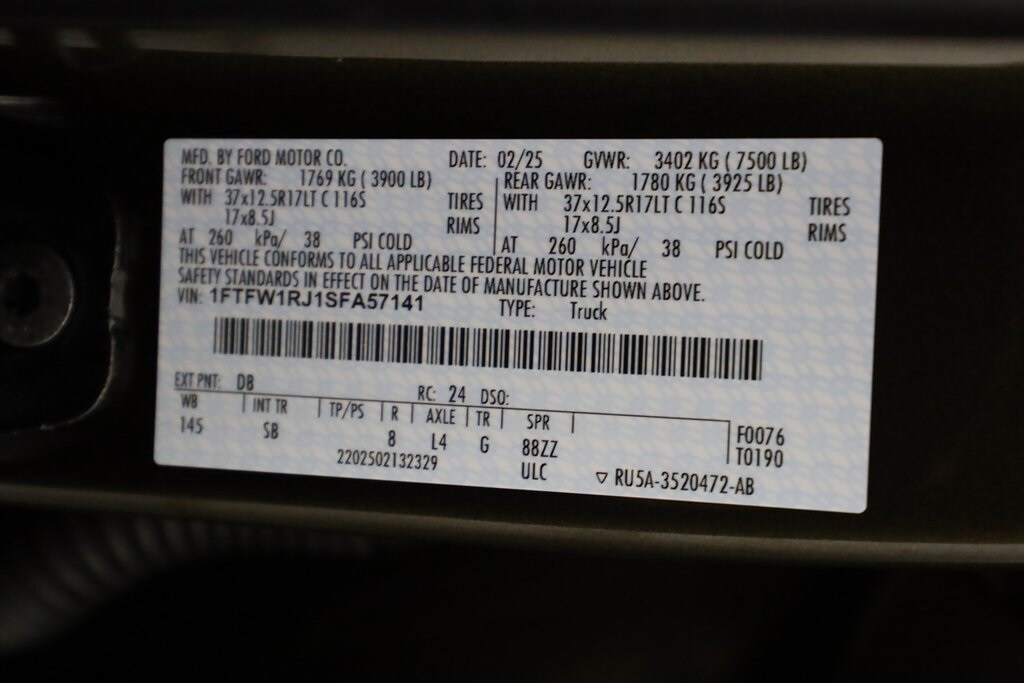 MFD. BY FORD MOTOR CO. DATE: 02/25 GVWR: 3402 KG ( 7500 LB)
FRONT GAWR: 1769 KG ( 3900 LB) REAR GAWR: 1780 KG ( 3925 LB)
WITH 37x12.5R17LT C 116S TIRES WITH 37x12.5R17LT C 116S TIRES
17x8.5J RIMS 17x8.5J RIMS
AT 260 kPa/ 38 PSI COLD AT 260 kPa/ 38 PSI COLD
THIS VEHICLE CONFORMS TO ALL APPLICABLE FEDERAL MOTOR VEHICLE
SAFETY STANDARDS IN EFFECT ON THE DATE OF MANUFACTURE SHOWN ABOVE.
VIN: 1FTFW1RJ1SFA57141 TYPE: Truck
EXT PNT: DB RC: 24 DSO:
WB INT TR TP/PS R AXLE TR SPR F0076
145 SB 8 L4 G 88ZZ T0190
2202502132329 ULC RU5A-3520472-AB